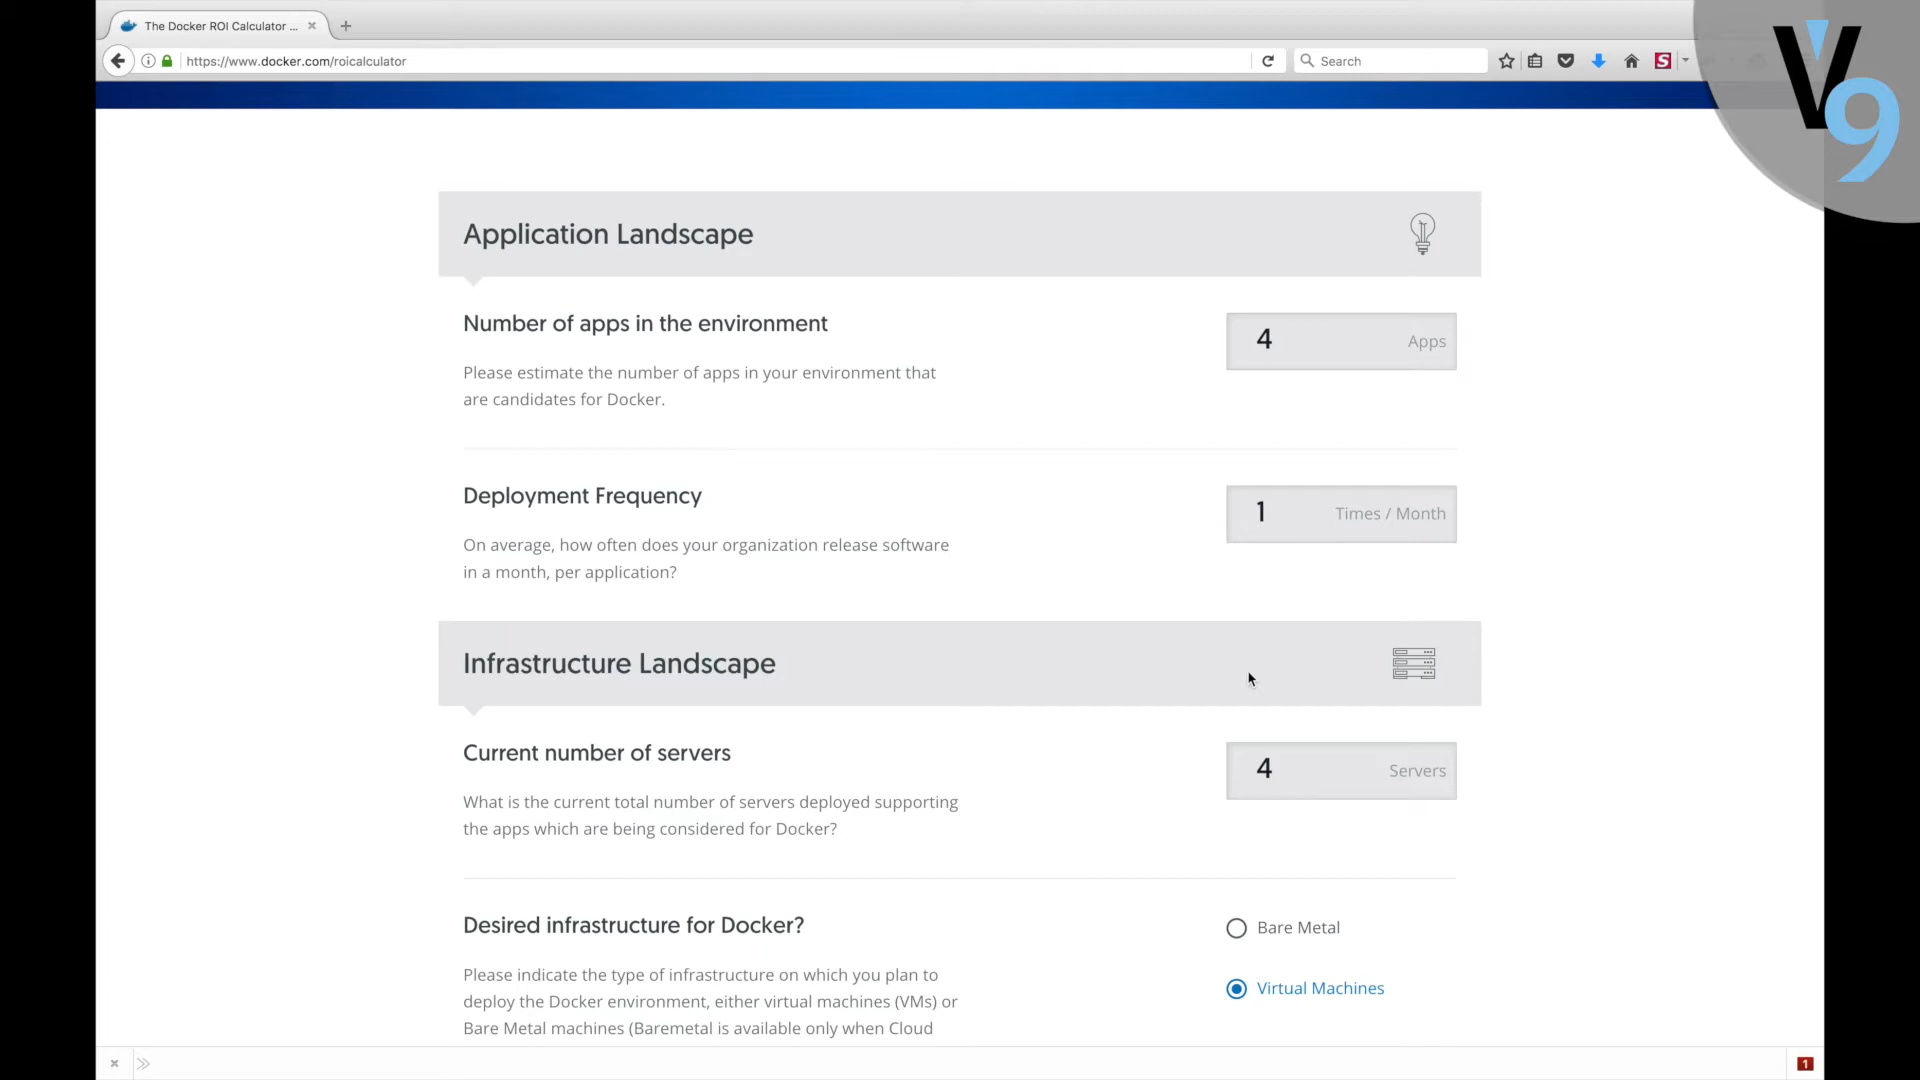 The Docker ROI Calculator ...
https://www.docker.com/roicalculator
Search
V9
Application Landscape
Number of apps in the environment
4 Apps
Please estimate the number of apps in your environment that
are candidates for Docker.
Deployment Frequency
1 Times / Month
On average, how often does your organization release software
in a month, per application?
Infrastructure Landscape
Current number of servers
4 Servers
What is the current total number of servers deployed supporting
the apps which are being considered for Docker?
Desired infrastructure for Docker?
Bare Metal
Please indicate the type of infrastructure on which you plan to
Virtual Machines
deploy the Docker environment, either virtual machines (VMs) or
Bare Metal machines (Baremetal is available only when Cloud
1